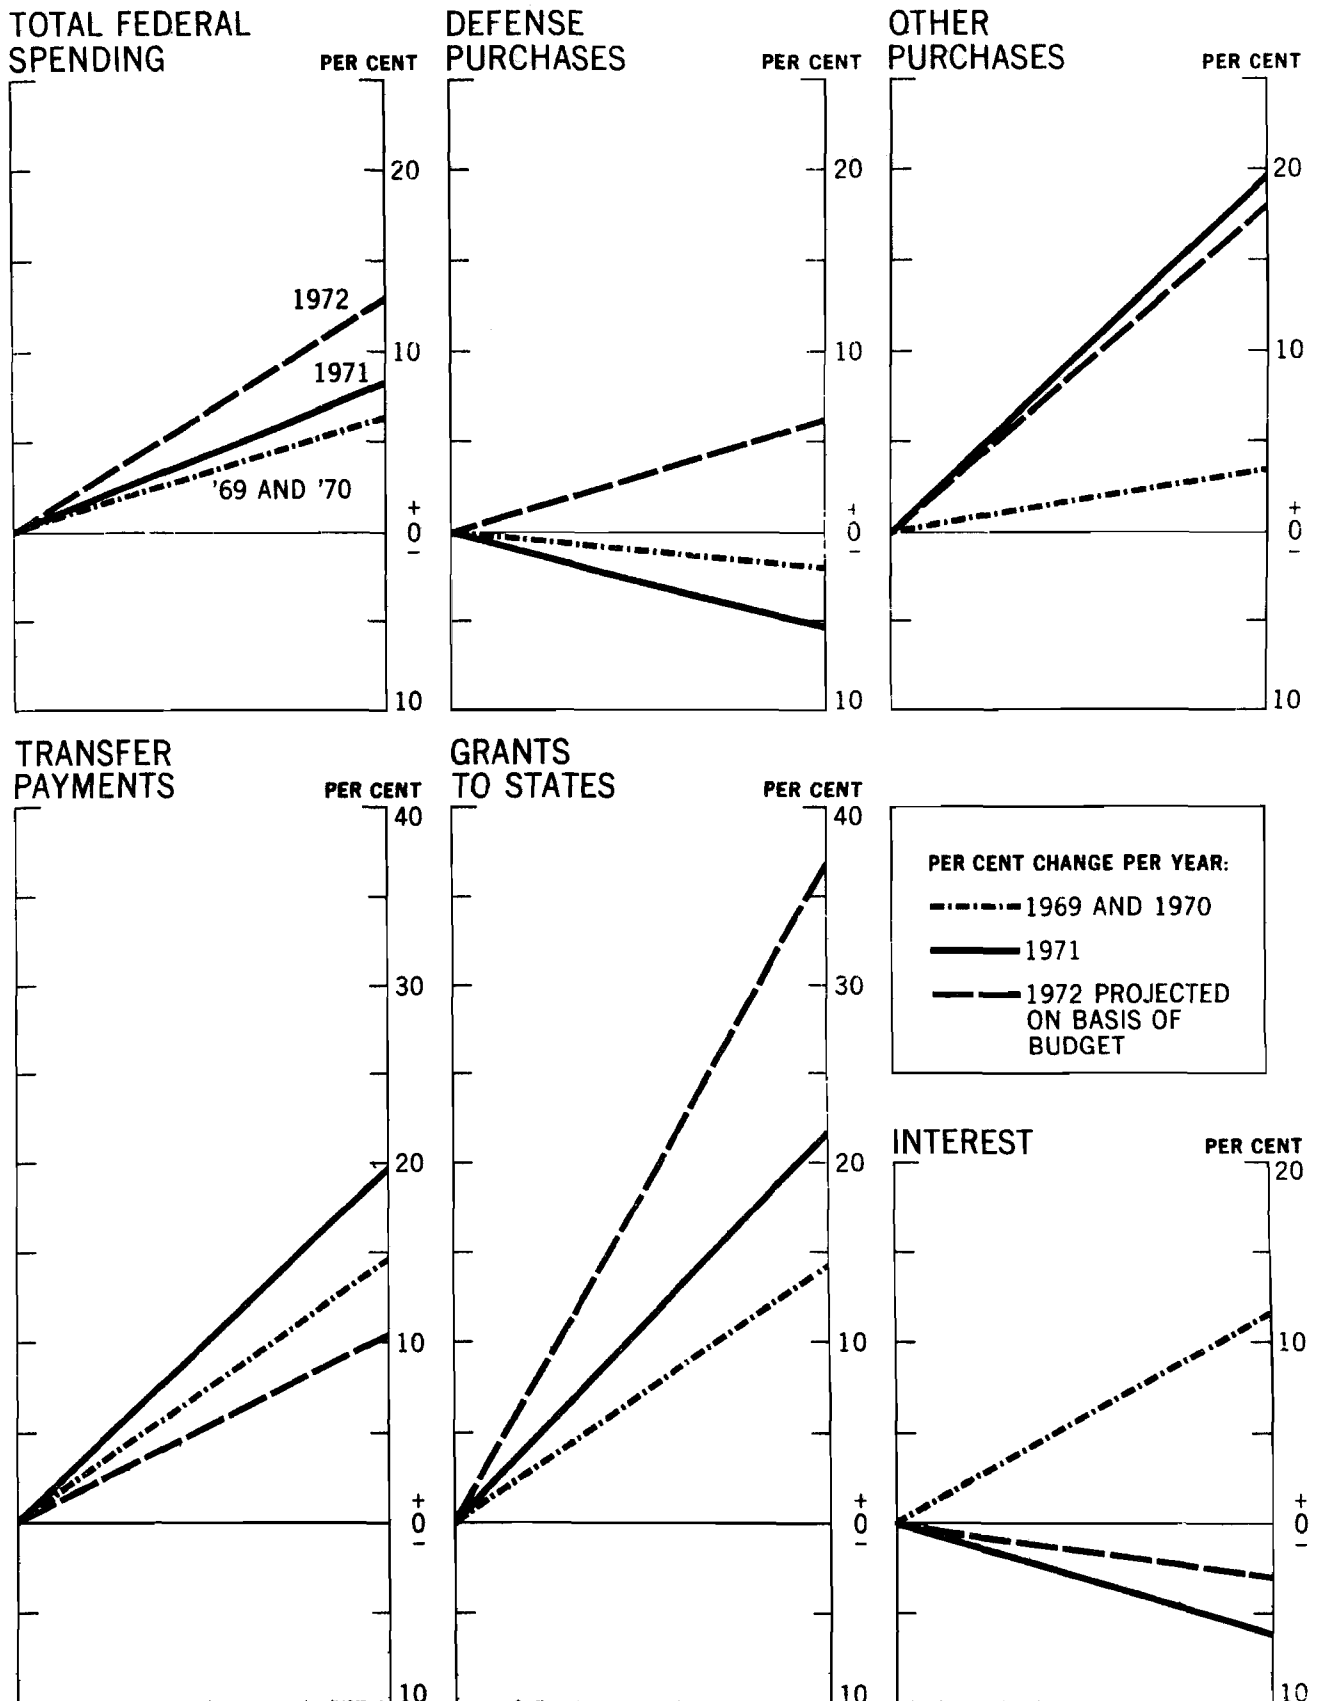 TOTAL FEDERAL
SPENDING
PER CENT
20
10
+
0
–
10
1972
1971
'69 AND '70
DEFENSE
PURCHASES
PER CENT
20
10
+
0
–
10
OTHER
PURCHASES
PER CENT
20
10
+
0
–
10
TRANSFER
PAYMENTS
PER CENT
40
30
20
10
+
0
–
10
GRANTS
TO STATES
PER CENT
40
30
20
10
+
0
–
10
PER CENT CHANGE PER YEAR:
1969 AND 1970
1971
1972 PROJECTED
ON BASIS OF
BUDGET
INTEREST
PER CENT
20
10
+
0
–
10